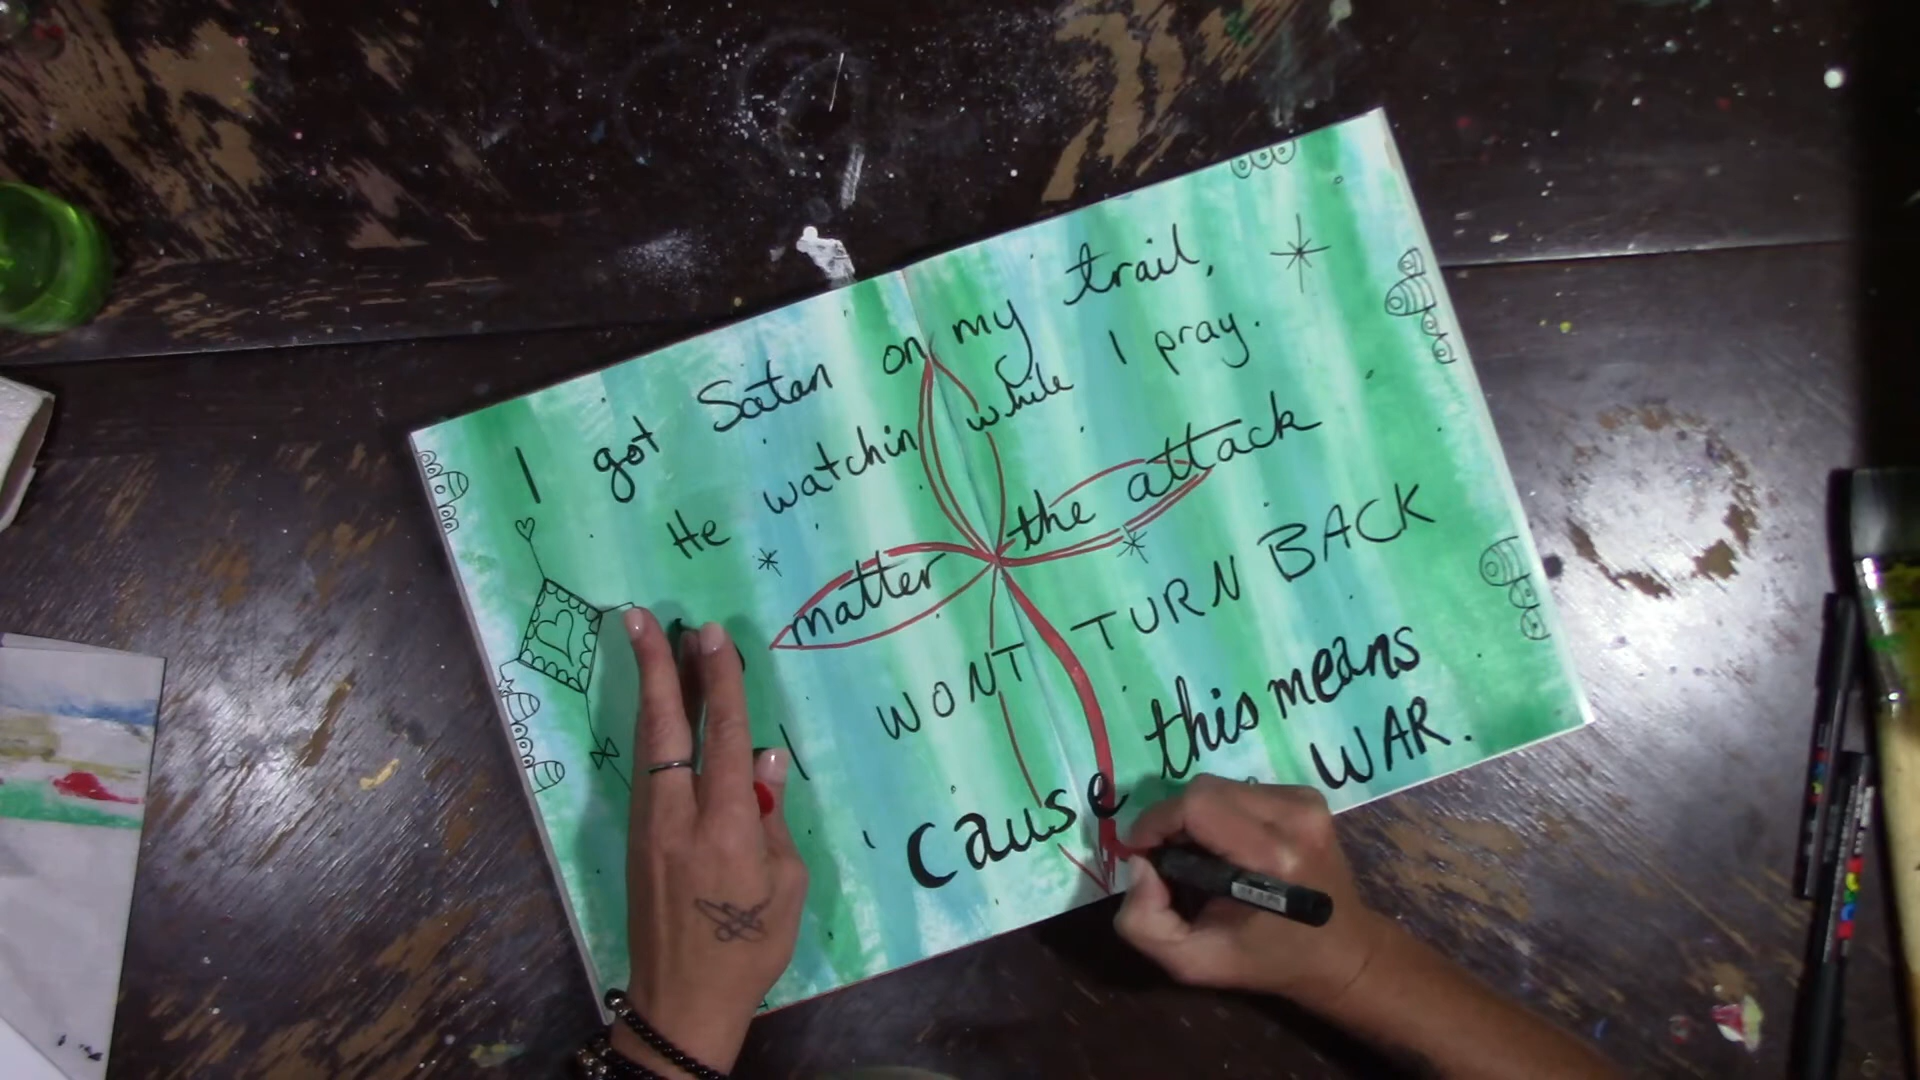 I got Satan on my trail,
He watchin while I pray.
matter the attack
I WONT TURN BACK
'cause this means
WAR.